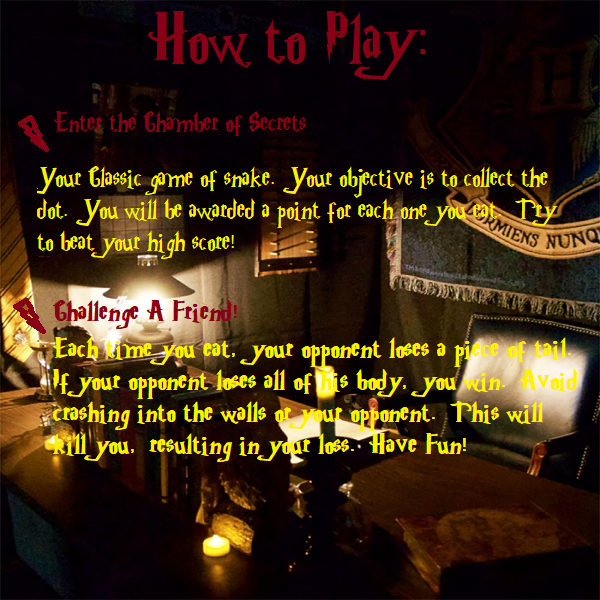 How to Play:
Enter the Chamber of Secrets
Your Classic game of snake. Your objective is to collect the
dot. You will be awarded a point for each one you eat. Try
to beat your high score!
Challenge A Friend!
Each time you eat, your opponent loses a piece of tail.
If your opponent loses all of his body, you win. Avoid
crashing into the walls or your opponent. This will
kill you, resulting in your loss. Have Fun!
H
RMIENS NUNQ